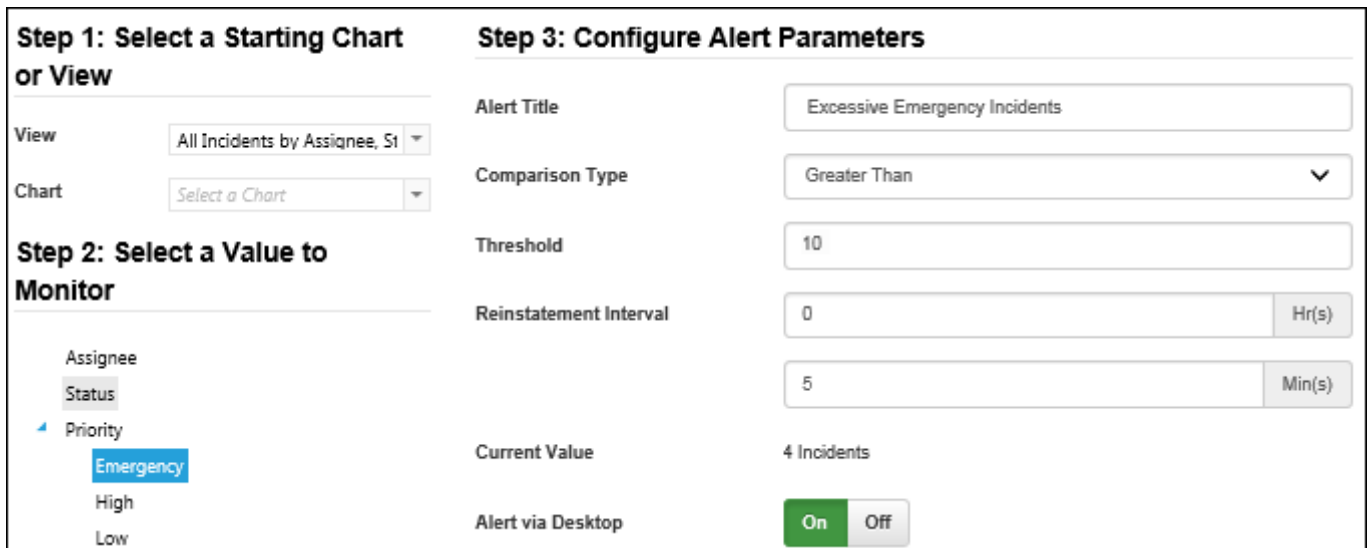 Step 1: Select a Starting Chart
or View
View
All Incidents by Assignee, St
Chart
Select a Chart
Step 2: Select a Value to
Monitor
Assignee
Status
Priority
Emergency
High
Low
Step 3: Configure Alert Parameters
Alert Title
Excessive Emergency Incidents
Comparison Type
Greater Than
Threshold
10
Reinstatement Interval
0
Hr(s)
5
Min(s)
Current Value
4 Incidents
Alert via Desktop
On
Off